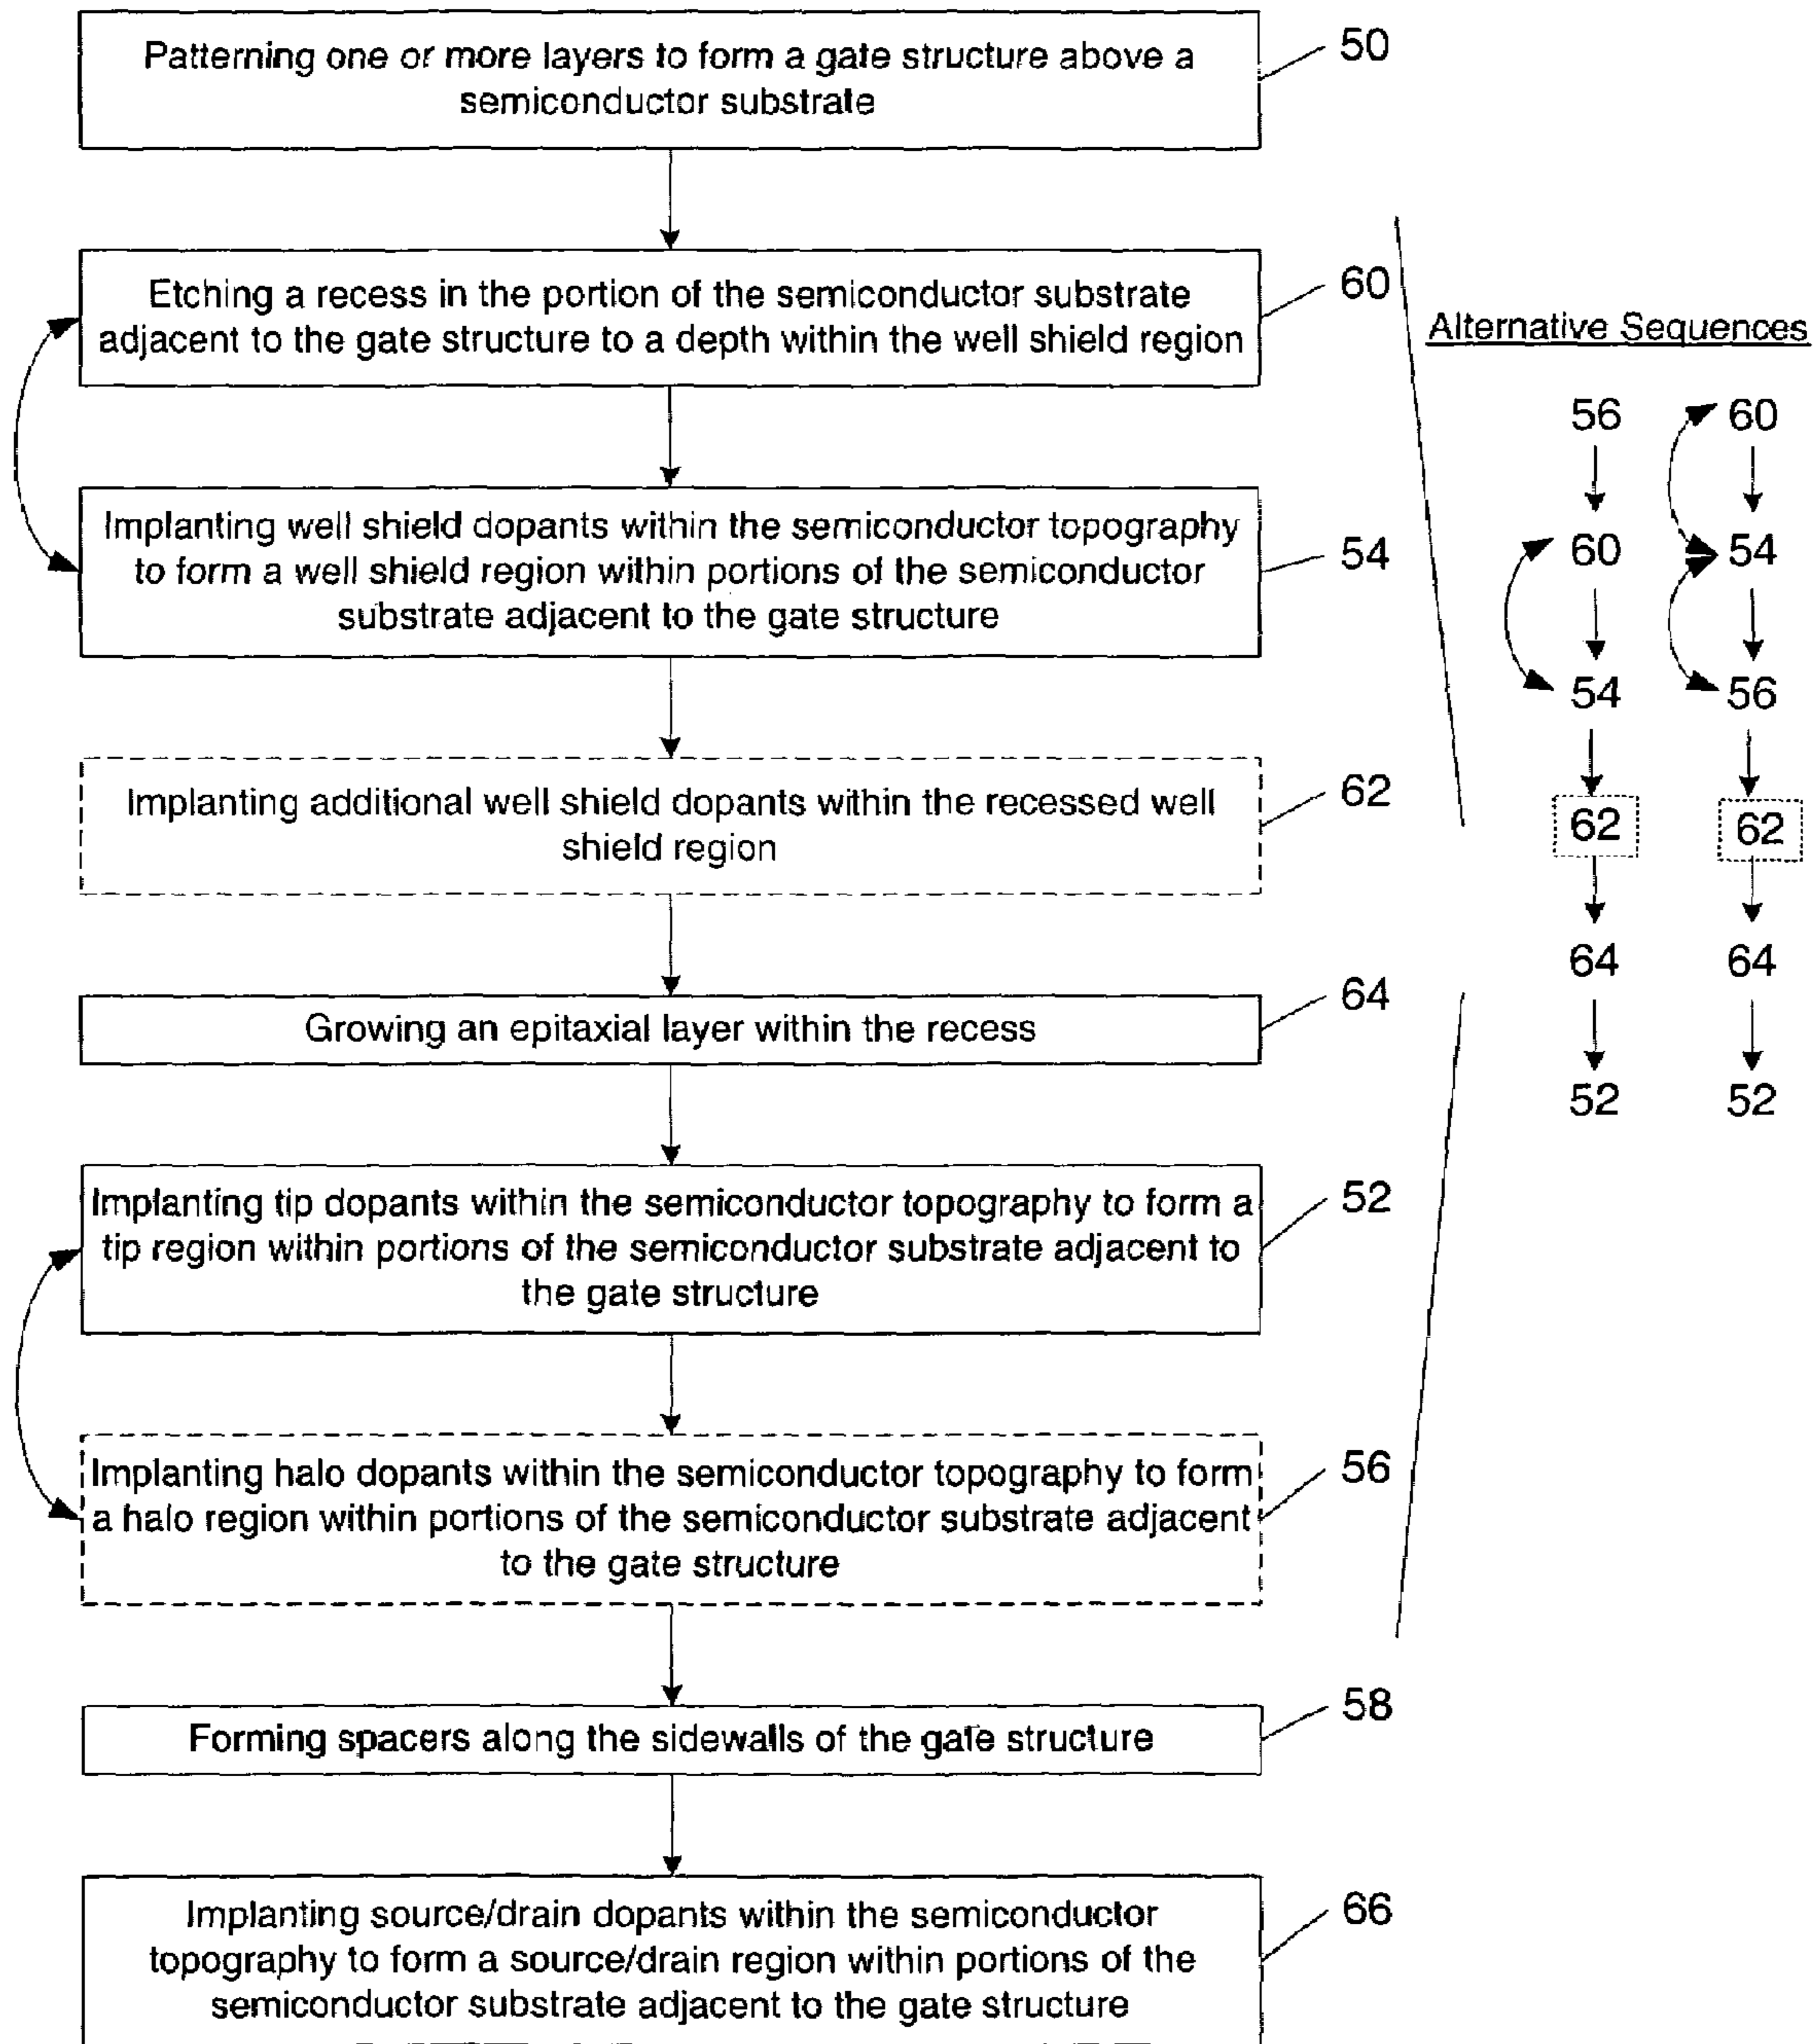 Patterning one or more layers to form a gate structure above a
semiconductor substrate
50
Etching a recess in the portion of the semiconductor substrate
adjacent to the gate structure to a depth within the well shield region
60
Implanting well shield dopants within the semiconductor topography
to form a well shield region within portions of the semiconductor
substrate adjacent to the gate structure
54
Implanting additional well shield dopants within the recessed well
shield region
62
Growing an epitaxial layer within the recess
64
Implanting tip dopants within the semiconductor topography to form a
tip region within portions of the semiconductor substrate adjacent to
the gate structure
52
Implanting halo dopants within the semiconductor topography to form
a halo region within portions of the semiconductor substrate adjacent
to the gate structure
56
Forming spacers along the sidewalls of the gate structure
58
Implanting source/drain dopants within the semiconductor
topography to form a source/drain region within portions of the
semiconductor substrate adjacent to the gate structure
66
Alternative Sequences
56
60
54
62
64
52
60
54
56
62
64
52